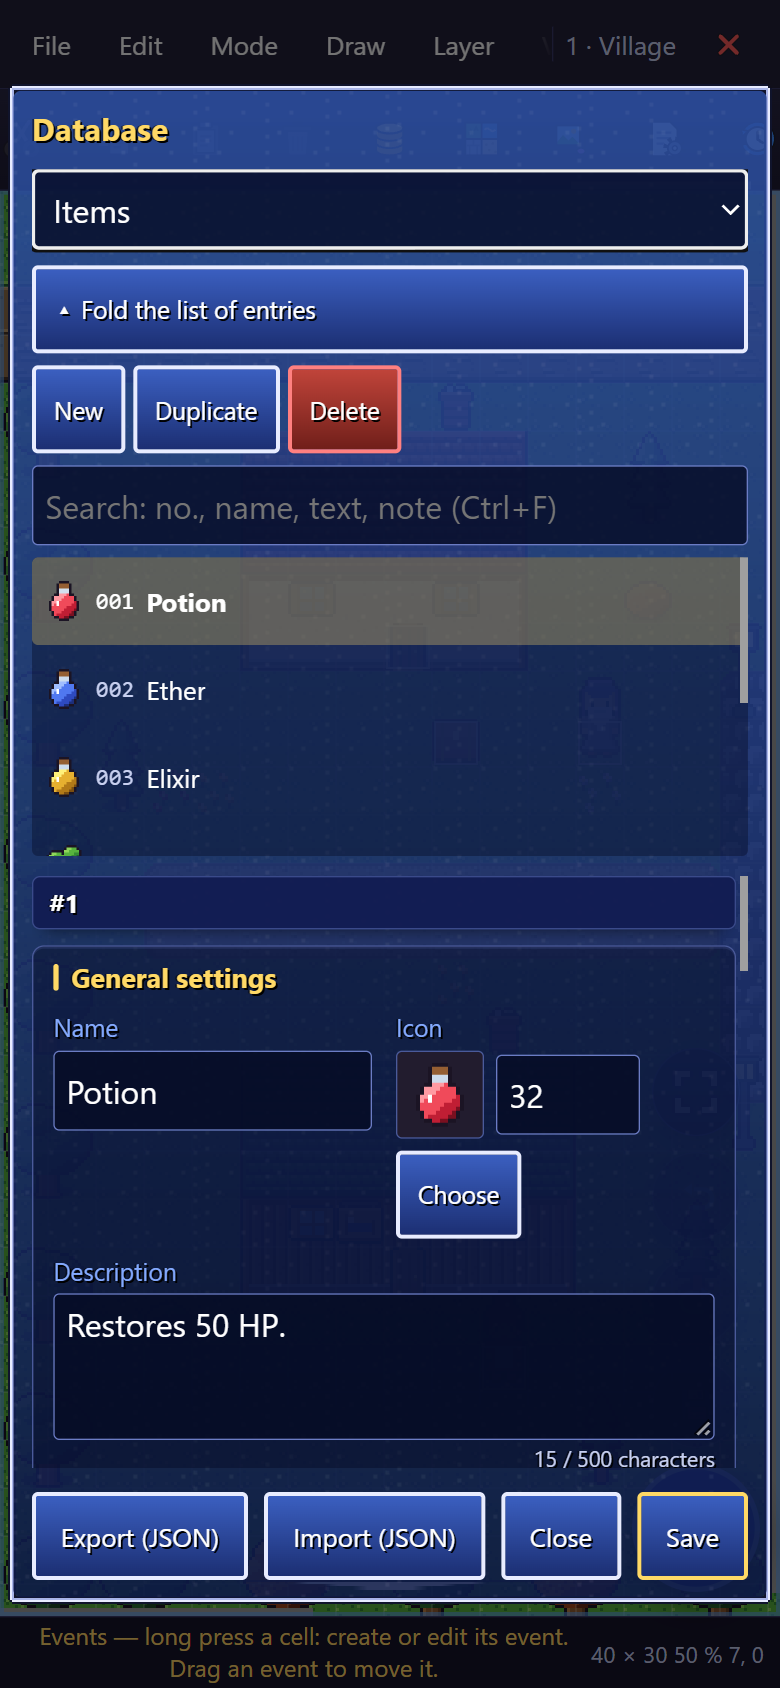 File Edit Mode Draw Layer 1 · Village
Database
Items
Fold the list of entries
New Duplicate Delete
Search: no., name, text, note (Ctrl+F)
001 Potion
002 Ether
003 Elixir
#1
General settings
Name Icon
Potion 32
Choose
Description
Restores 50 HP.
15 / 500 characters
Export (JSON) Import (JSON) Close Save
Events — long press a cell: create or edit its event.
Drag an event to move it.
40 × 30 50 % 7, 0